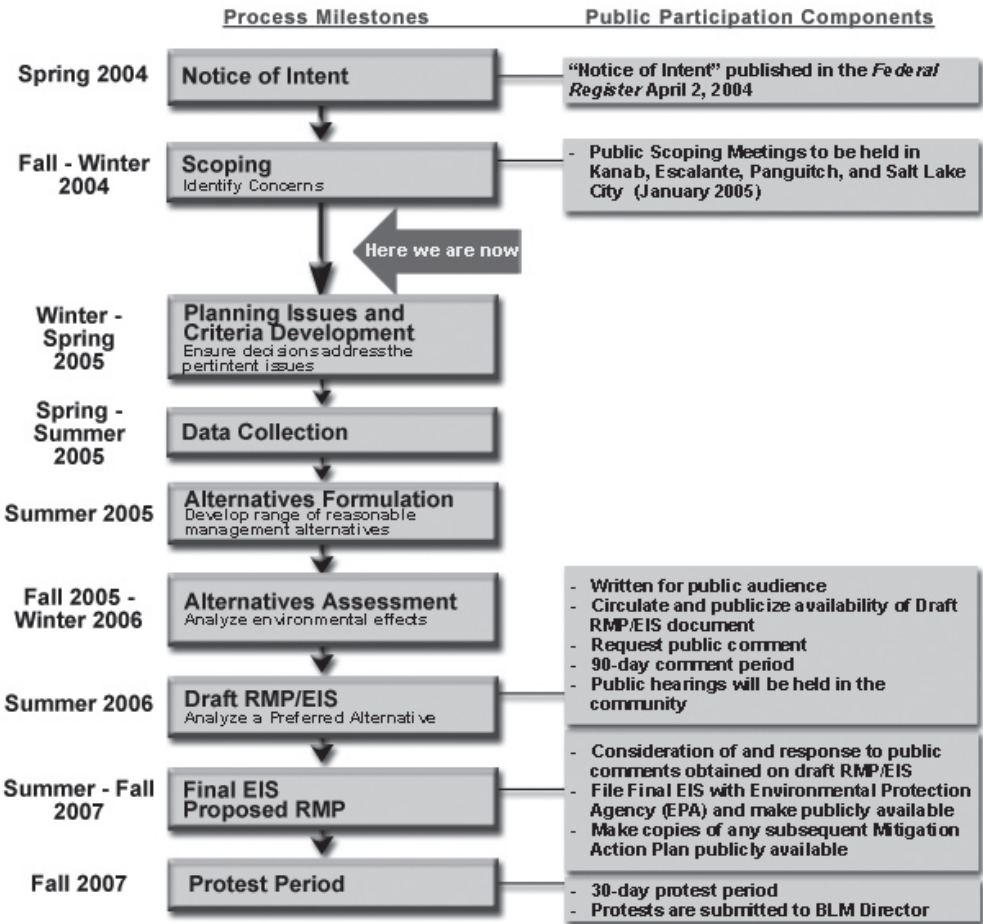 Process Milestones
Public Participation Components
Spring 2004
Notice of Intent
"Notice of Intent" published in the Federal
Register April 2, 2004
Fall - Winter
2004
Scoping
Identify Concerns
- Public Scoping Meetings to be held in
Kanab, Escalante, Panguitch, and Salt Lake
City (January 2005)
Here we are now
Winter -
Spring
2005
Planning Issues and
Criteria Development
Ensure decisions address the
pertintent issues
Spring -
Summer
2005
Data Collection
Summer 2005
Alternatives Formulation
Develop range of reasonable
management alternatives
Fall 2005 -
Winter 2006
Alternatives Assessment
Analyze environmental effects
Summer 2006
Draft RMP/EIS
Analyze a Preferred Alternative
- Written for public audience
- Circulate and publicize availability of Draft
RMP/EIS document
- Request public comment
- 90-day comment period
- Public hearings will be held in the
community
Summer - Fall
2007
Final EIS
Proposed RMP
- Consideration of and response to public
comments obtained on draft RMP/EIS
- File Final EIS with Environmental Protection
Agency (EPA) and make publicly available
- Make copies of any subsequent Mitigation
Action Plan publicly available
Fall 2007
Protest Period
- 30-day protest period
- Protests are submitted to BLM Director